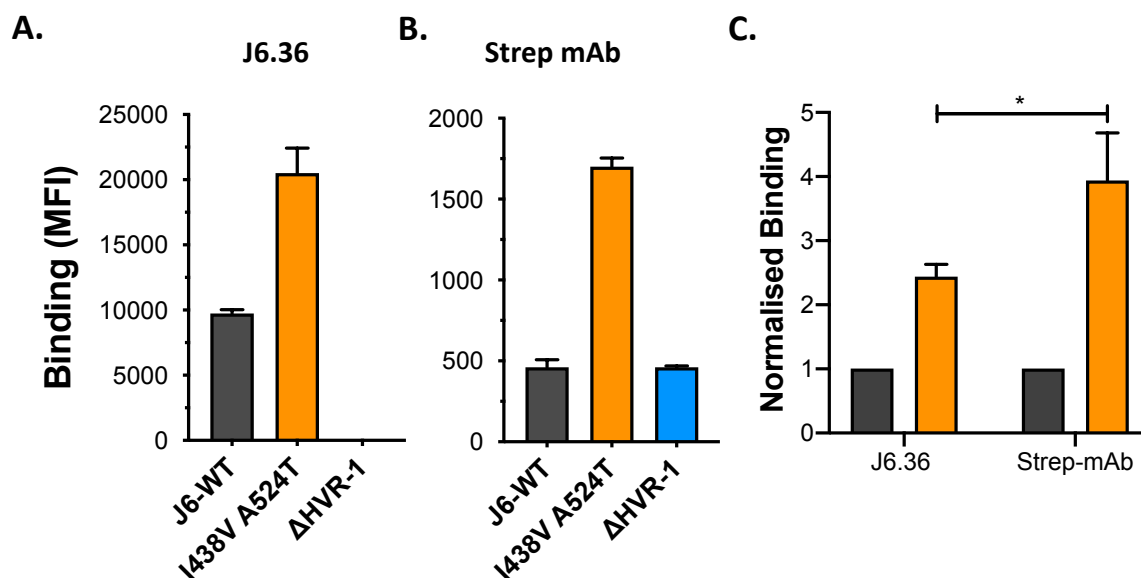 A.
J6.36
Binding (MFI)
25000
20000
15000
10000
5000
0
J6-WT
I438V A524T
ΔHVR-1
B.
Strep mAb
2000
1500
1000
500
0
J6-WT
I438V A524T
ΔHVR-1
C.
*
Normalised Binding
5
4
3
2
1
0
J6.36
Strep-mAb